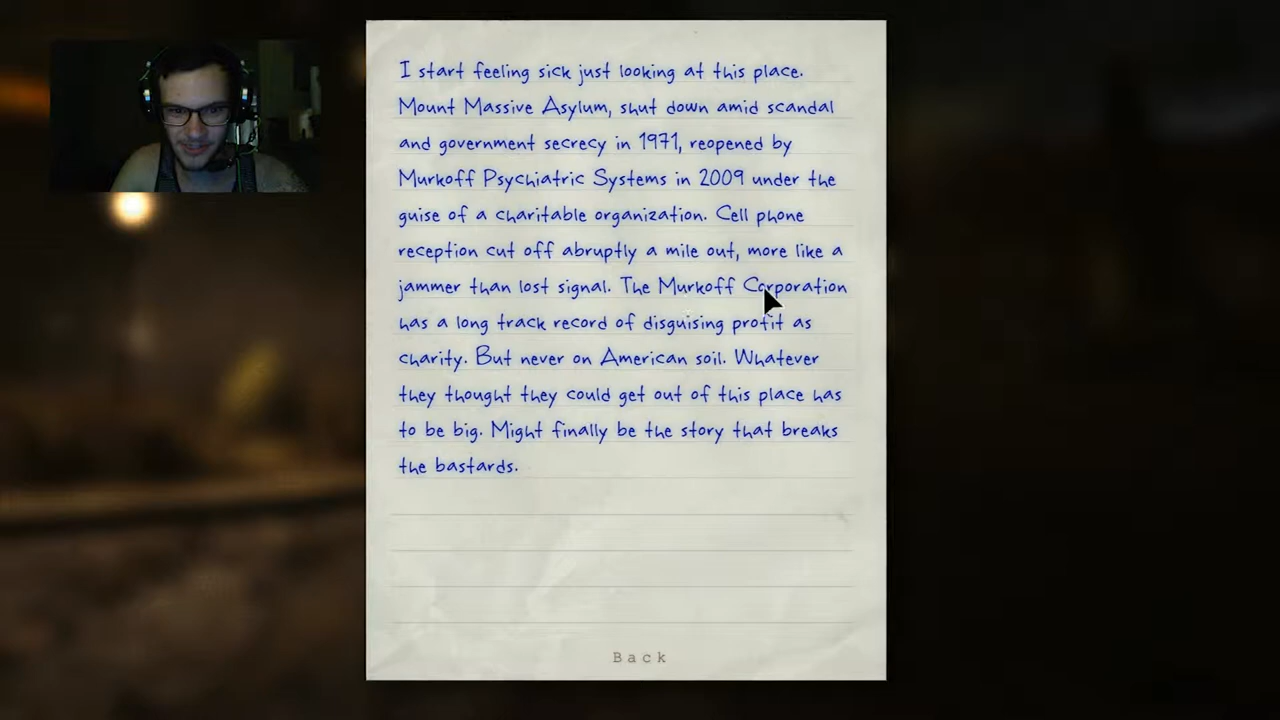 I start feeling sick just looking at this place.
Mount Massive Asylum, shut down amid scandal
and government secrecy in 1971, reopened by
Murkoff Psychiatric Systems in 2009 under the
guise of a charitable organization. Cell phone
reception cut off abruptly a mile out, more like a
jammer than lost signal. The Murkoff Corporation
has a long track record of disguising profit as
charity. But never on American soil. Whatever
they thought they could get out of this place has
to be big. Might finally be the story that breaks
the bastards.
Back